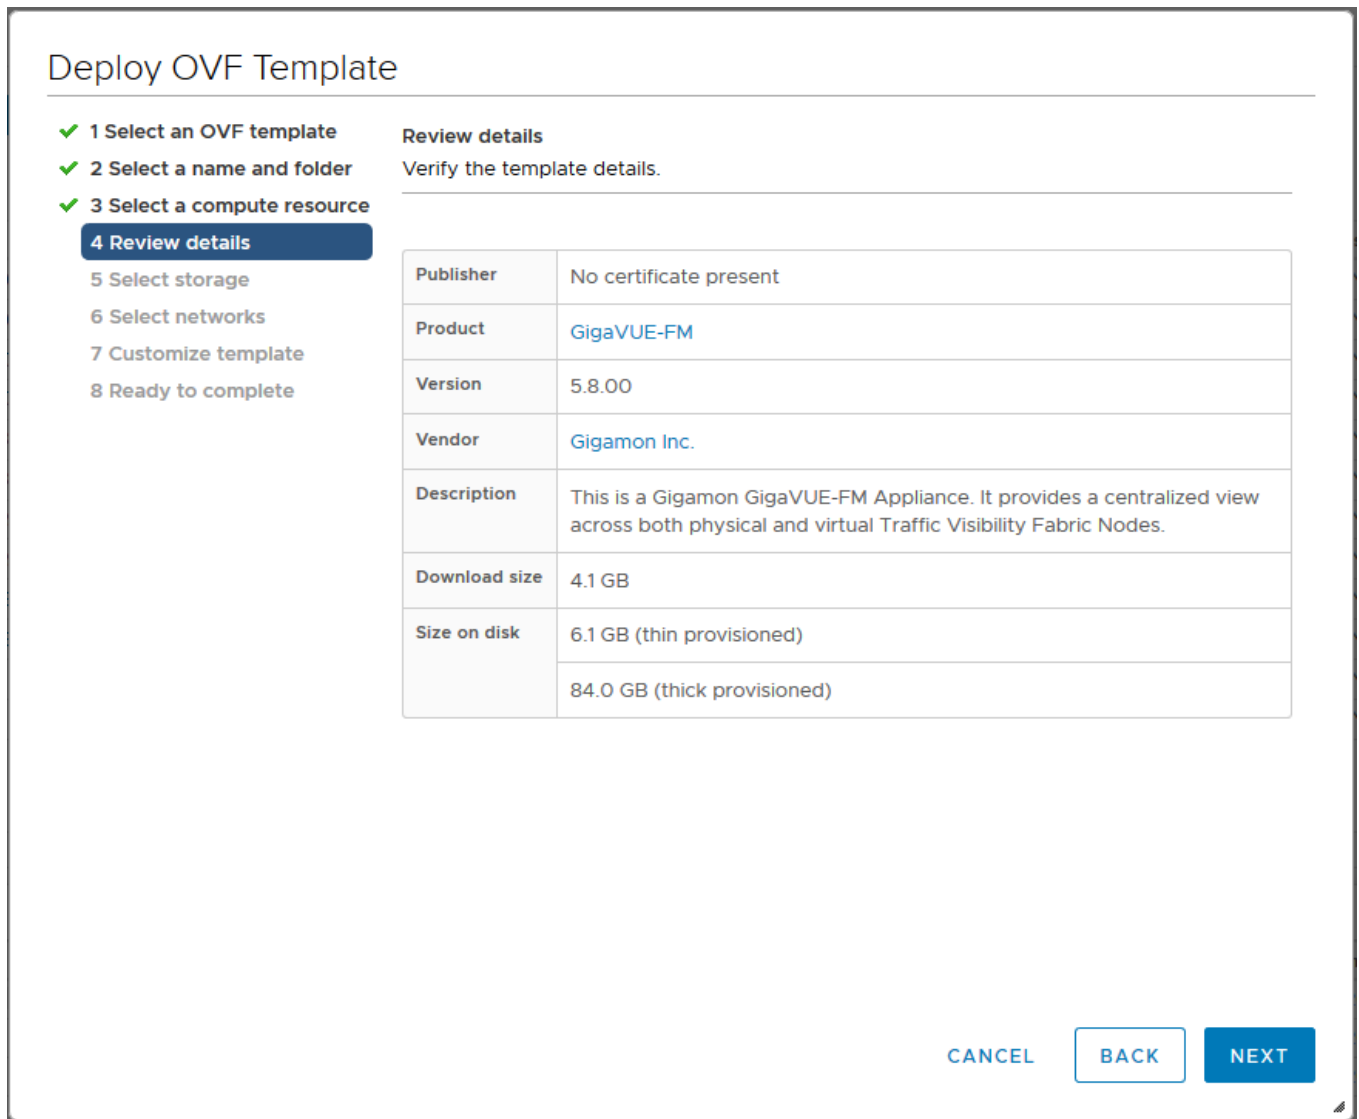 Deploy OVF Template
1 Select an OVF template
2 Select a name and folder
3 Select a compute resource
4 Review details
5 Select storage
6 Select networks
7 Customize template
8 Ready to complete
Review details
Verify the template details.
Publisher
No certificate present
Product
GigaVUE-FM
Version
5.8.00
Vendor
Gigamon Inc.
Description
This is a Gigamon GigaVUE-FM Appliance. It provides a centralized view
across both physical and virtual Traffic Visibility Fabric Nodes.
Download size
4.1 GB
Size on disk
6.1 GB (thin provisioned)
84.0 GB (thick provisioned)
CANCEL
BACK
NEXT